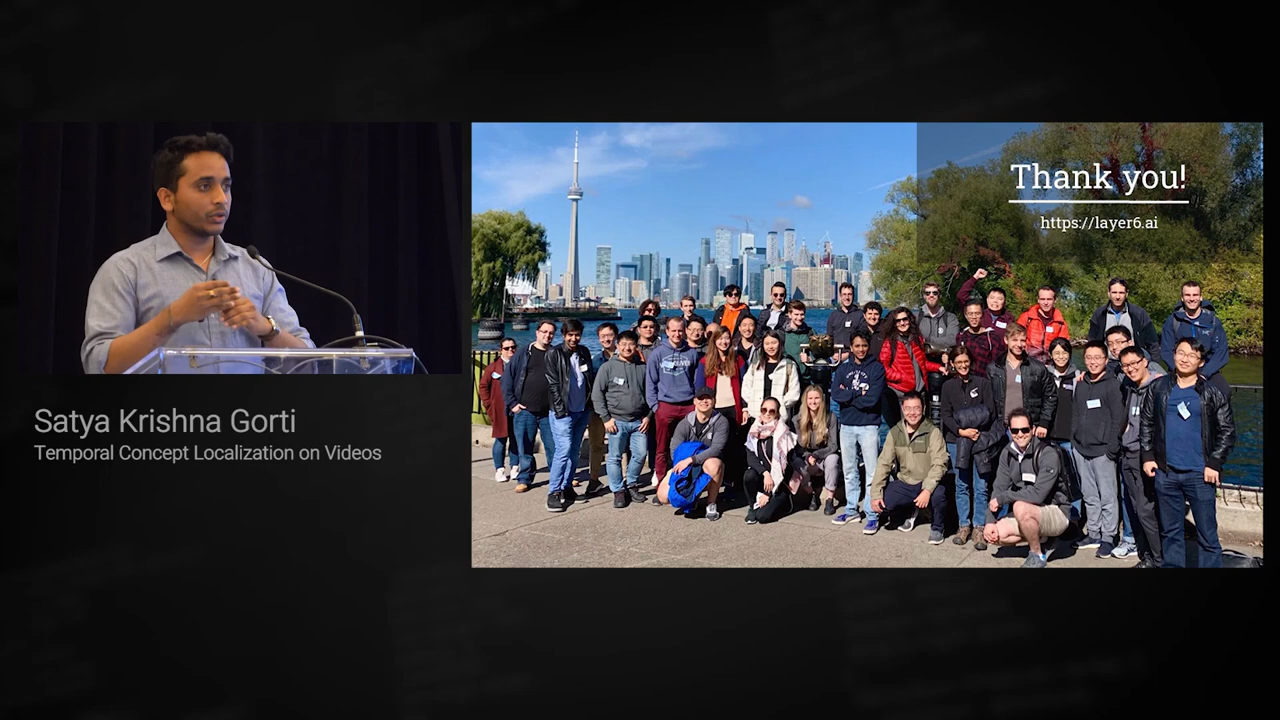 Thank you!
https://layer6.ai
Satya Krishna Gorti
Temporal Concept Localization on Videos